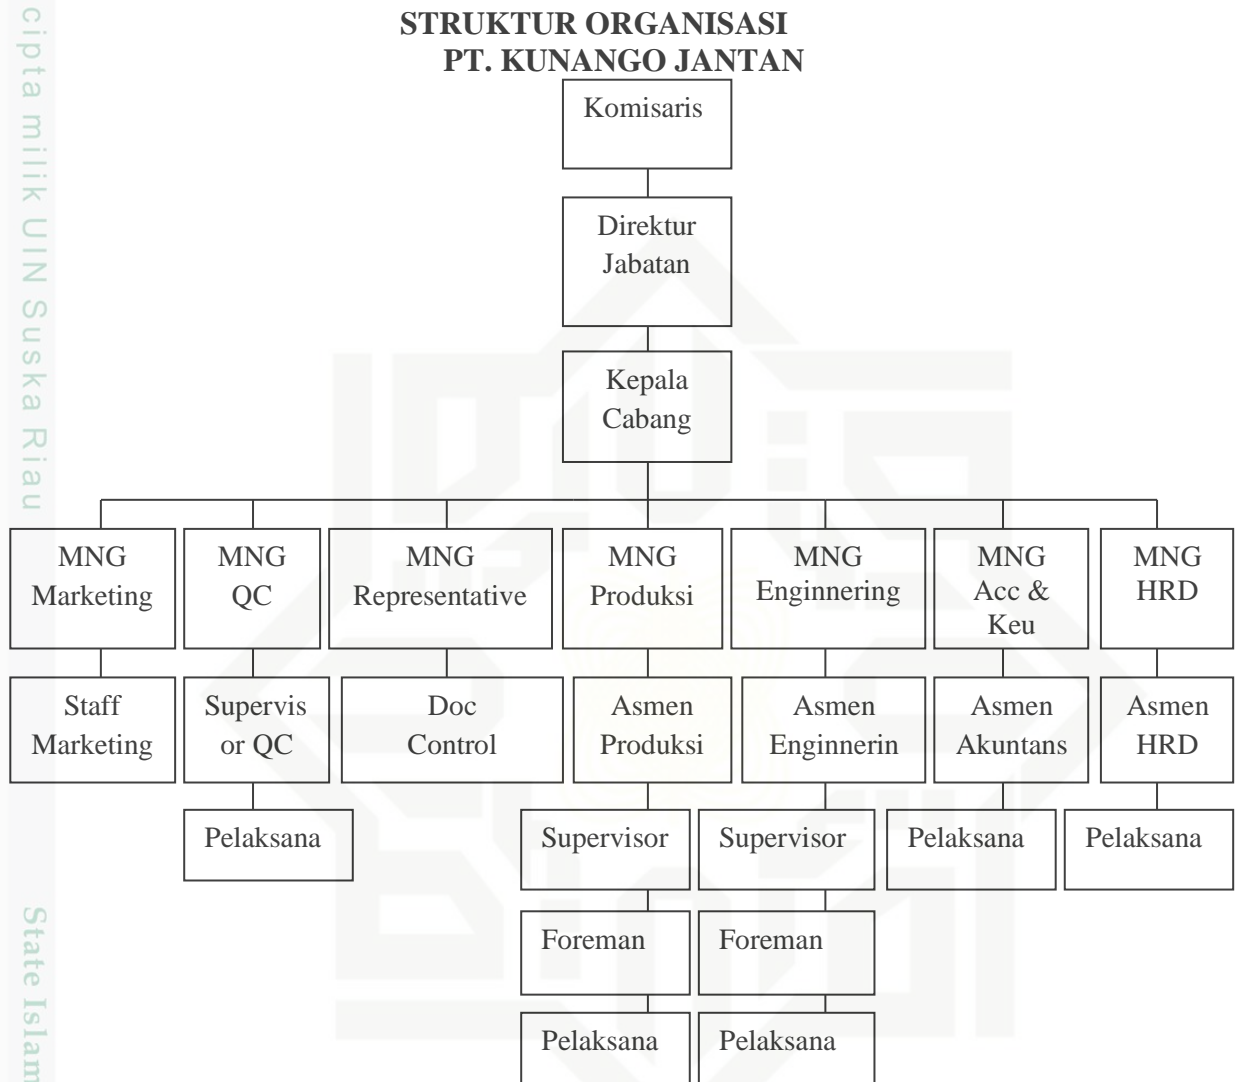 cipta milik UIN Suska Riau
State Islam
STRUKTUR ORGANISASI
PT. KUNANGO JANTAN
Komisaris
Direktur
Jabatan
Kepala
Cabang
MNG
Marketing
MNG
QC
MNG
Representative
MNG
Produksi
MNG
Enginnering
MNG
Acc &
Keu
MNG
HRD
Staff
Marketing
Supervis
or QC
Doc
Control
Asmen
Produksi
Asmen
Enginnerin
Asmen
Akuntans
Asmen
HRD
Pelaksana
Supervisor
Supervisor
Pelaksana
Pelaksana
Foreman
Foreman
Pelaksana
Pelaksana